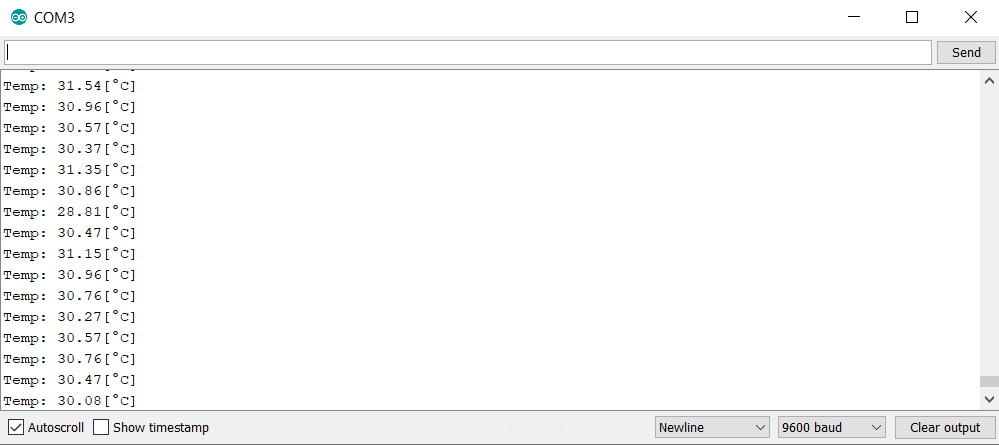 COM3
Send
Temp: 31.54[°C]
Temp: 30.96[°C]
Temp: 30.57[°C]
Temp: 30.37[°C]
Temp: 31.35[°C]
Temp: 30.86[°C]
Temp: 28.81[°C]
Temp: 30.47[°C]
Temp: 31.15[°C]
Temp: 30.96[°C]
Temp: 30.76[°C]
Temp: 30.27[°C]
Temp: 30.57[°C]
Temp: 30.76[°C]
Temp: 30.47[°C]
Temp: 30.08[°C]
Autoscroll Show timestamp Newline 9600 baud Clear output